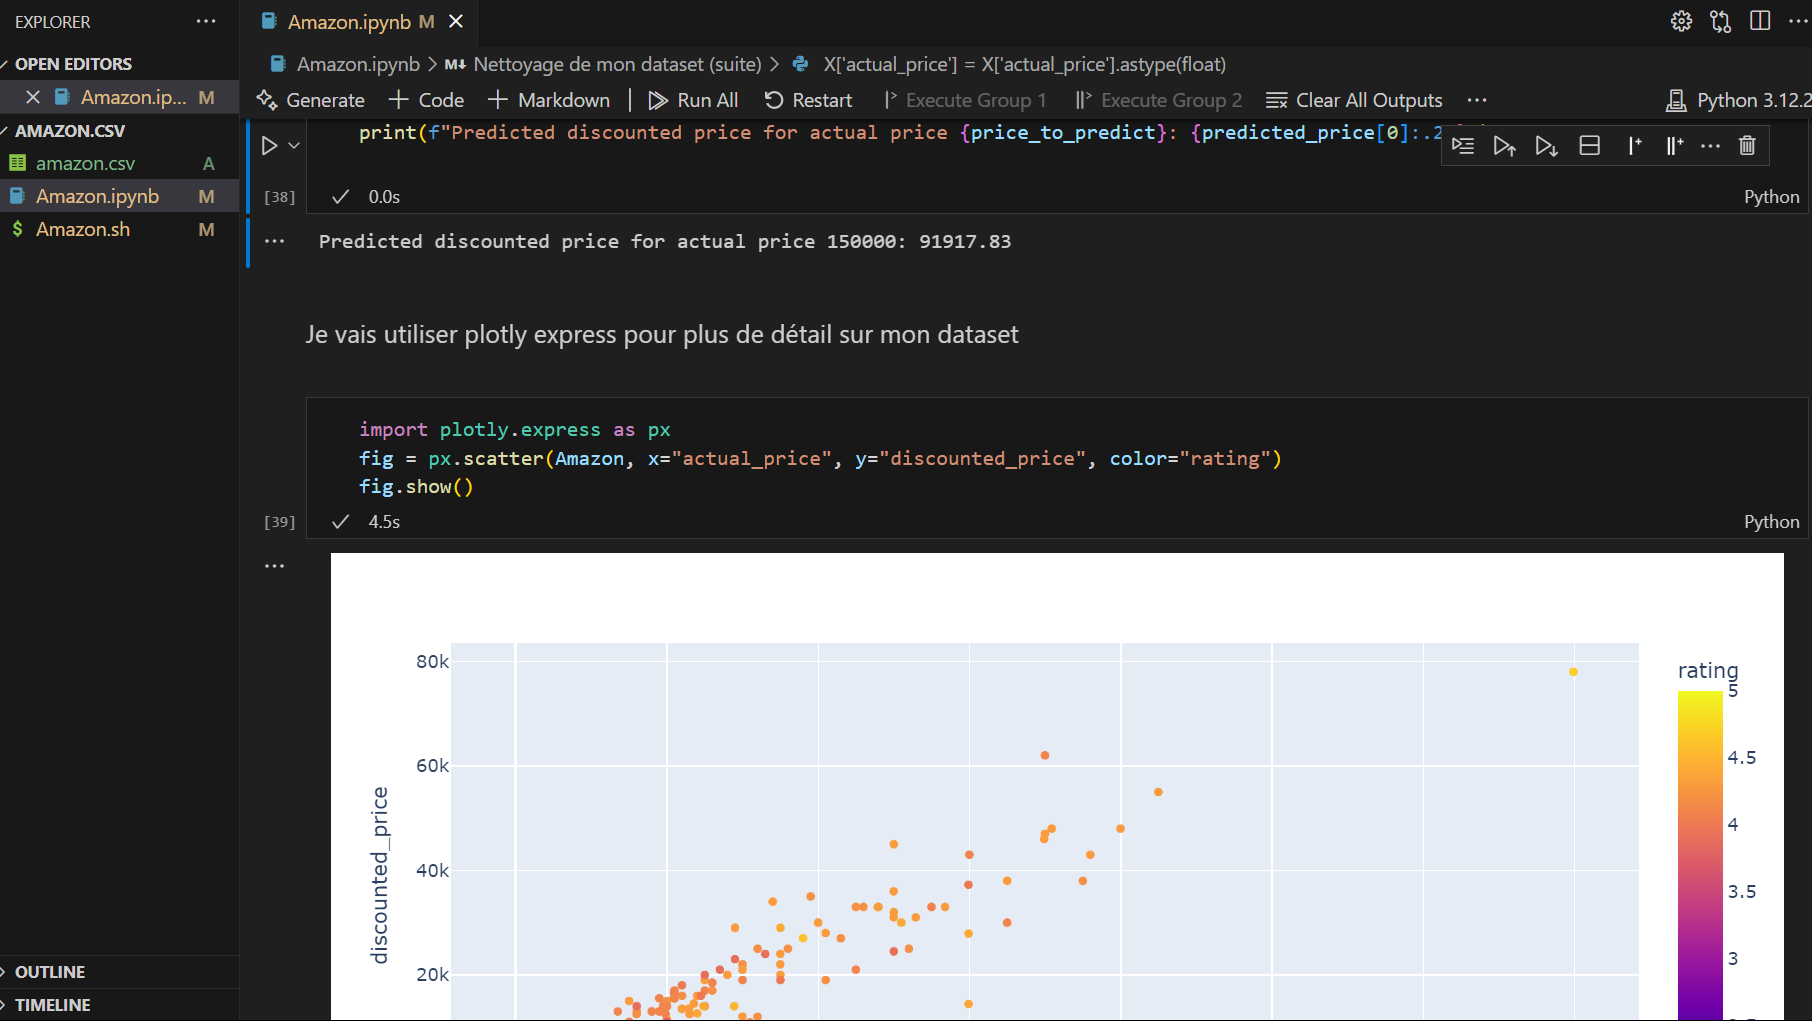 EXPLORER
Amazon.ipynb M
OPEN EDITORS
Amazon.ip... M
AMAZON.CSV
amazon.csv A
Amazon.ipynb M
Amazon.sh M
OUTLINE
TIMELINE
Amazon.ipynb > M↓ Nettoyage de mon dataset (suite) > X['actual_price'] = X['actual_price'].astype(float)
Generate + Code + Markdown | Run All Restart Execute Group 1 Execute Group 2 Clear All Outputs ... Python 3.12.2
print(f"Predicted discounted price for actual price {price_to_predict}: {predicted_price[0]:.2
[38] 0.0s Python
Predicted discounted price for actual price 150000: 91917.83
Je vais utiliser plotly express pour plus de détail sur mon dataset
import plotly.express as px
fig = px.scatter(Amazon, x="actual_price", y="discounted_price", color="rating")
fig.show()
[39] 4.5s Python
80k
60k
40k
20k
discounted_price
rating
5
4.5
4
3.5
3